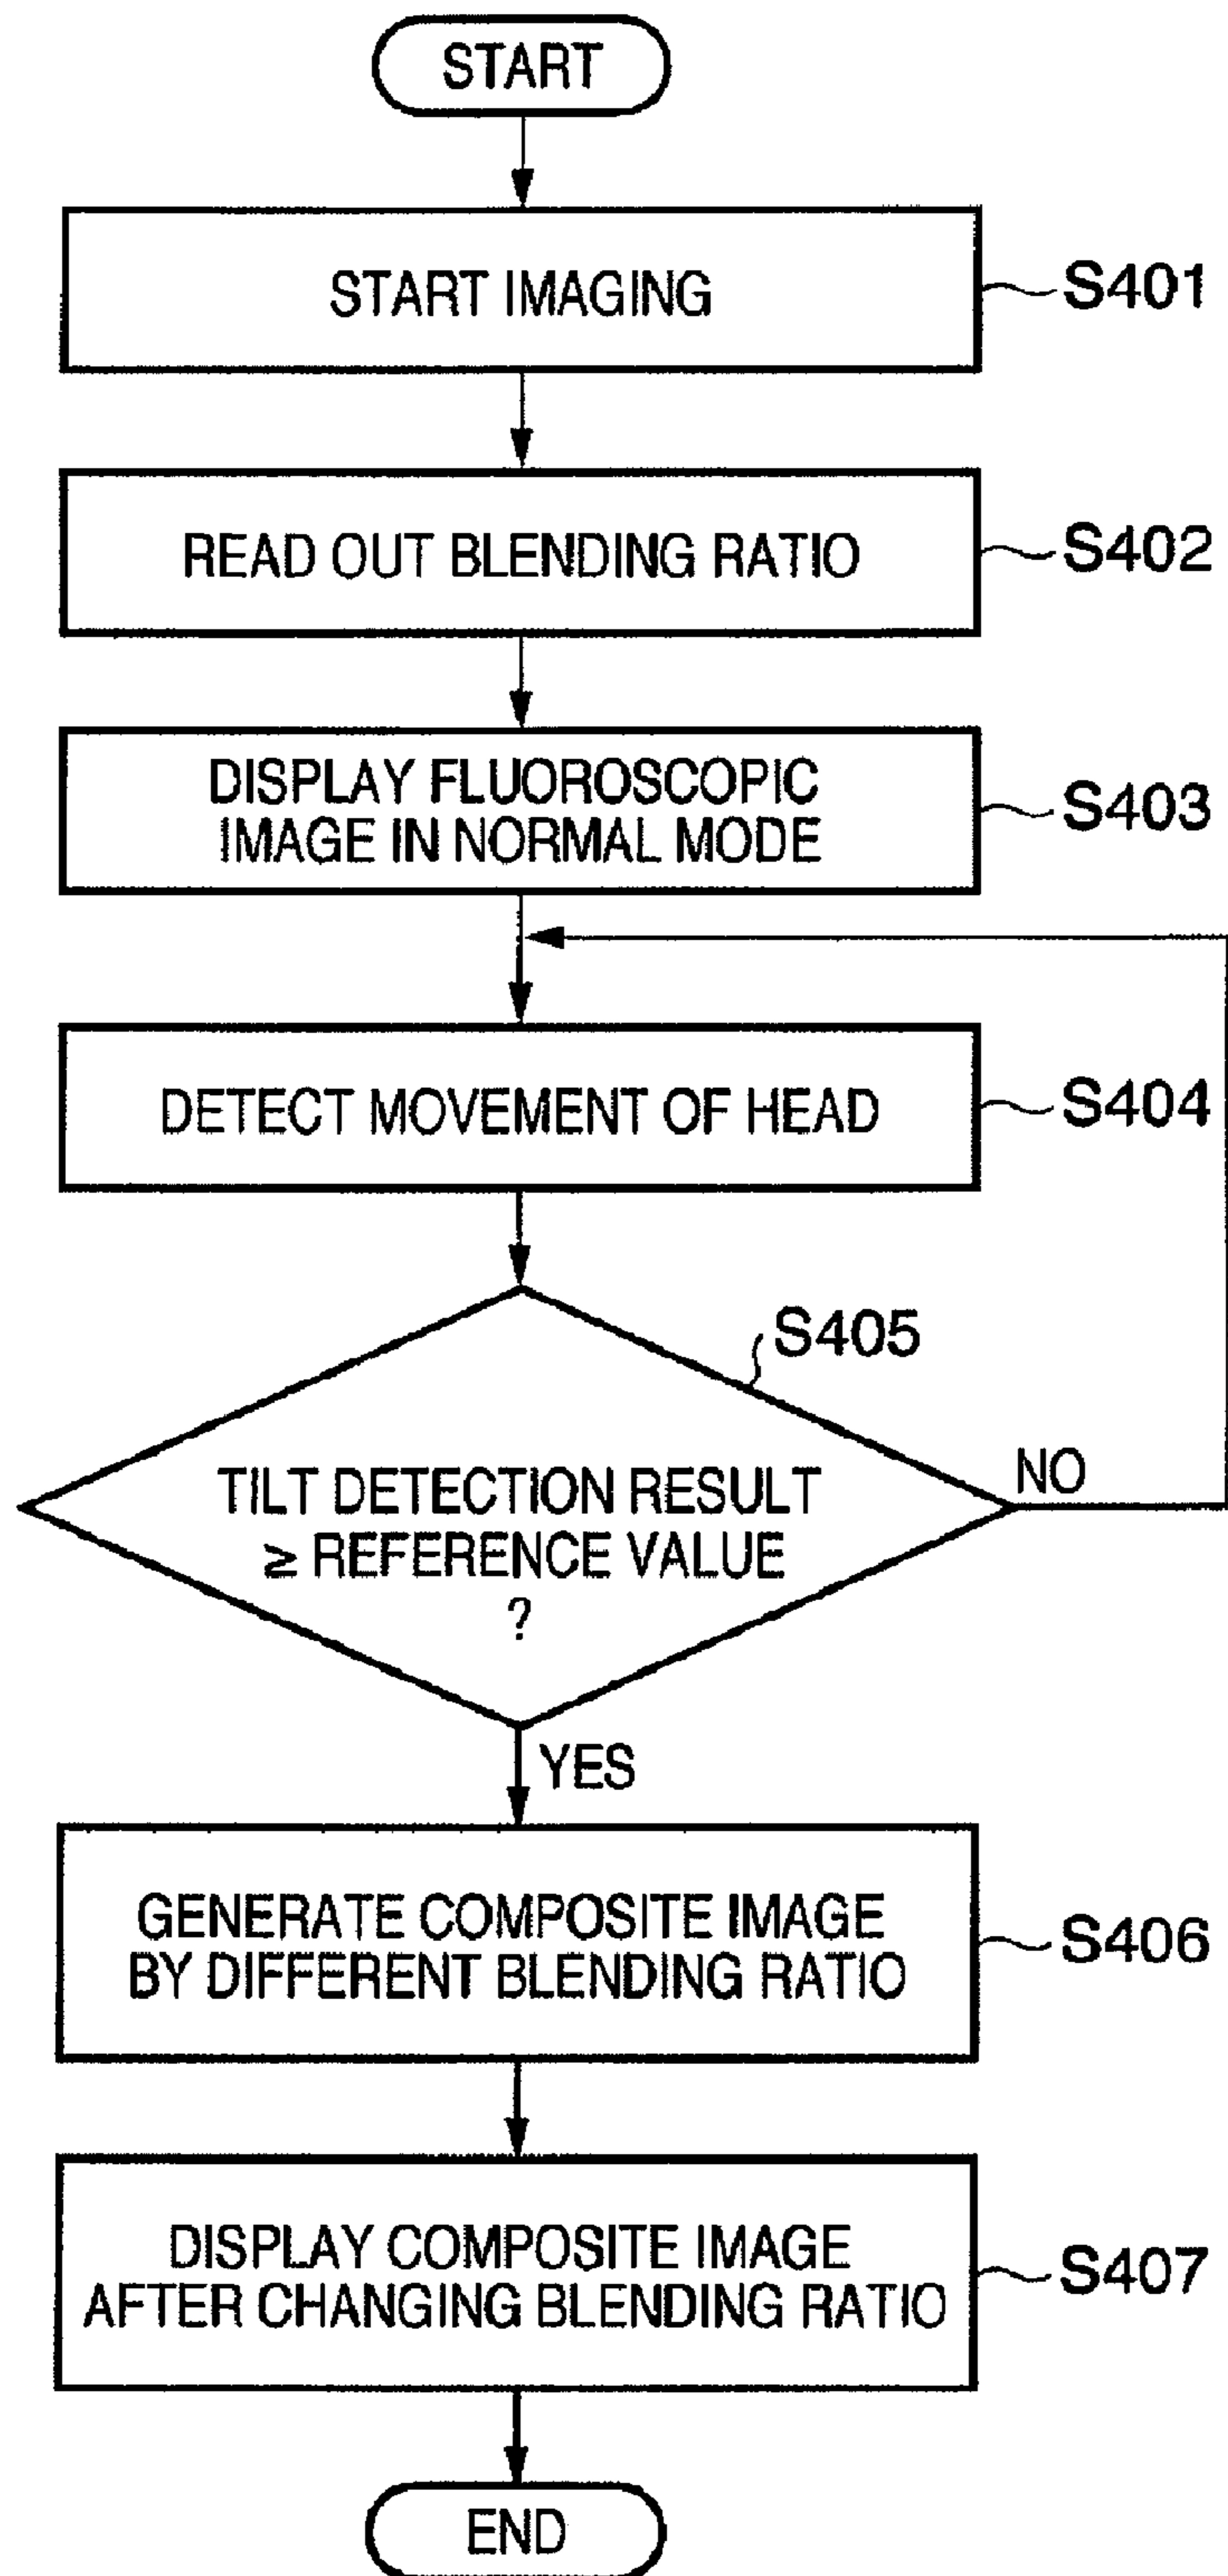 START
START IMAGING
S401
READ OUT BLENDING RATIO
S402
DISPLAY FLUOROSCOPIC
IMAGE IN NORMAL MODE
S403
DETECT MOVEMENT OF HEAD
S404
S405
TILT DETECTION RESULT
≥ REFERENCE VALUE
?
NO
YES
GENERATE COMPOSITE IMAGE
BY DIFFERENT BLENDING RATIO
S406
DISPLAY COMPOSITE IMAGE
AFTER CHANGING BLENDING RATIO
S407
END